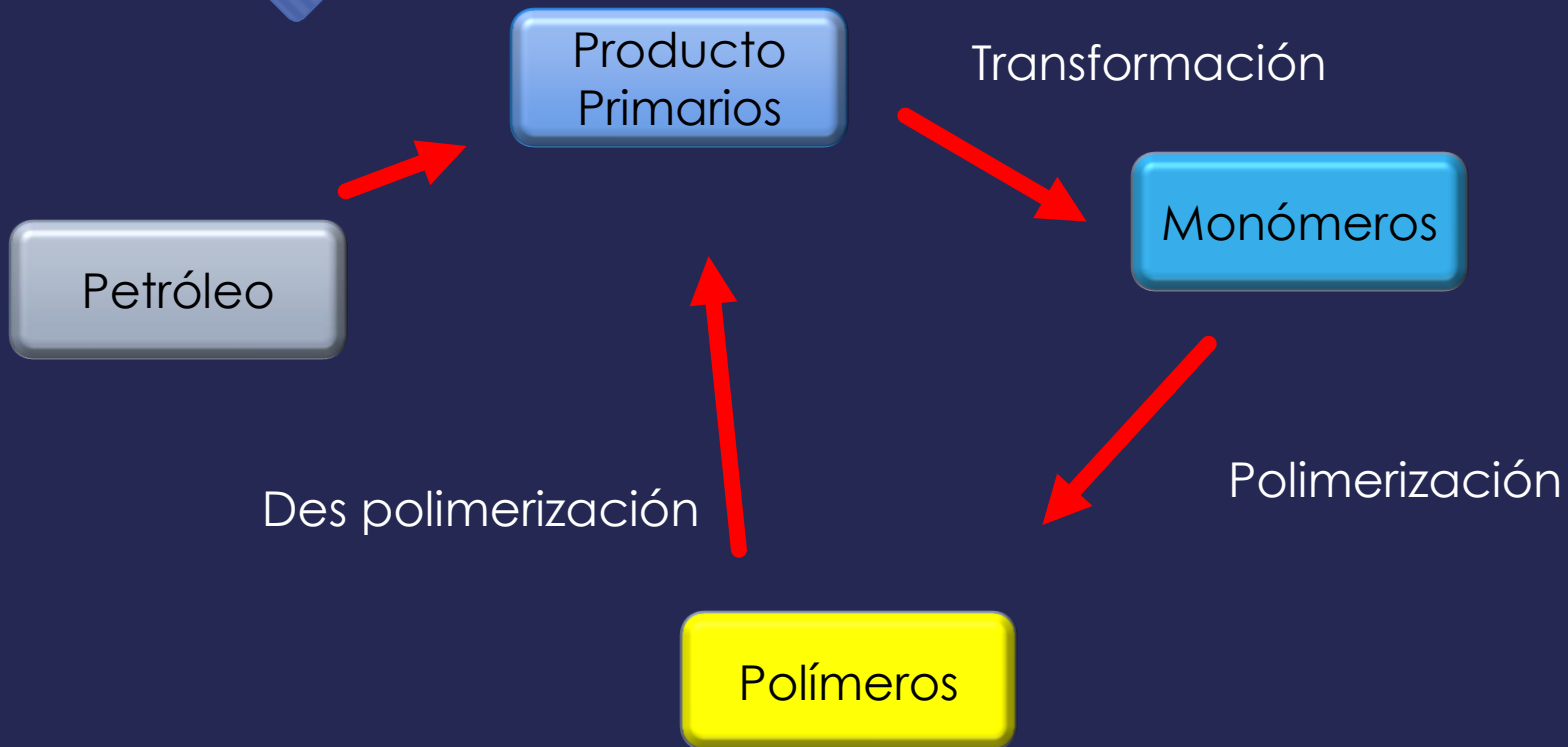 Producto
Primarios
Transformación
Monómeros
Petróleo
Polimerización
Des polimerización
Polímeros